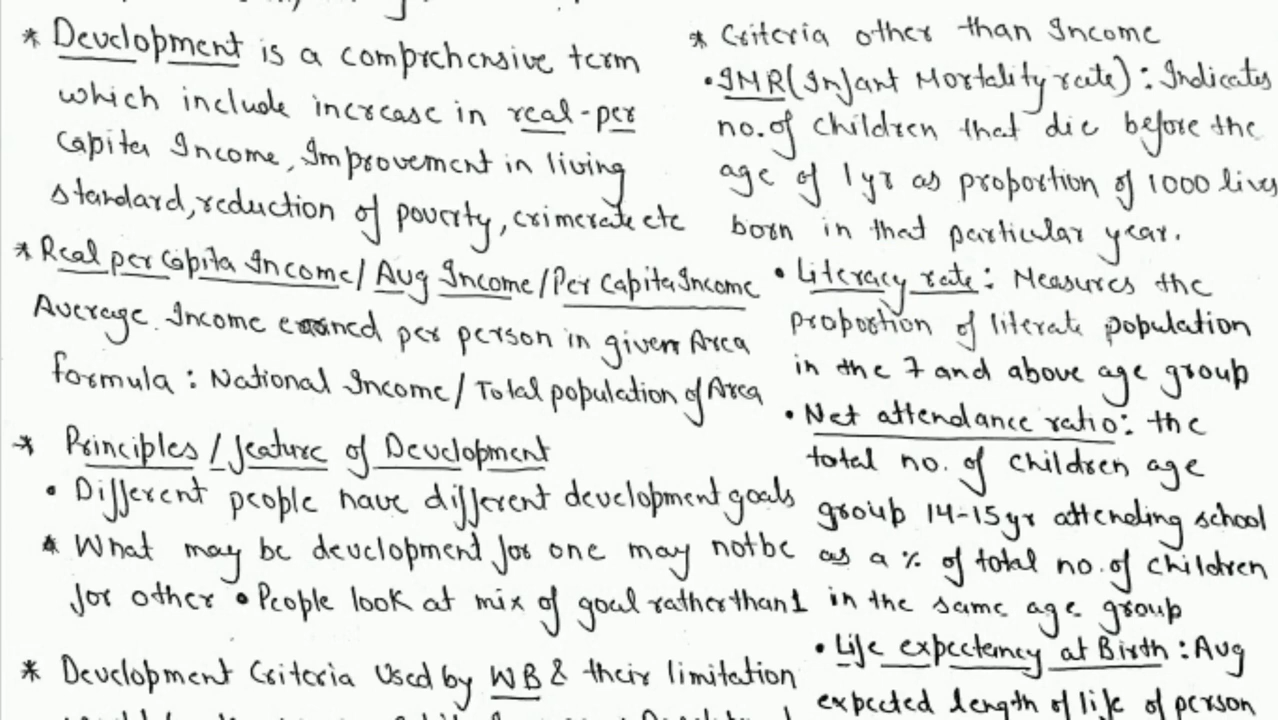 * Development is a comprehensive term
which include increase in real-per
Capita Income, Improvement in living
standard, reduction of poverty, crimerate etc
* Real per Capita Income/ Avg Income/Per Capita Income
Average Income earned per person in given Area
formula : National Income/ Total population of Area
* Principles / feature of Development
• Different people have different development goals
* What may be development for one may not be
for other • People look at mix of goal rather than 1
* Development Criteria Used by WB & their limitation
* Criteria other than Income
• IMR (Infant Mortality rate) : Indicates
no. of children that die before the
age of 1 yr as proportion of 1000 lives
born in that particular year.
• Literacy rate : Measures the
proportion of literate population
in the 7 and above age group
• Net attendance ratio : the
total no. of children age
group 14-15 yr attending school
as a % of total no. of children
in the same age group
• Life expectency at Birth : Avg
expected length of life of person